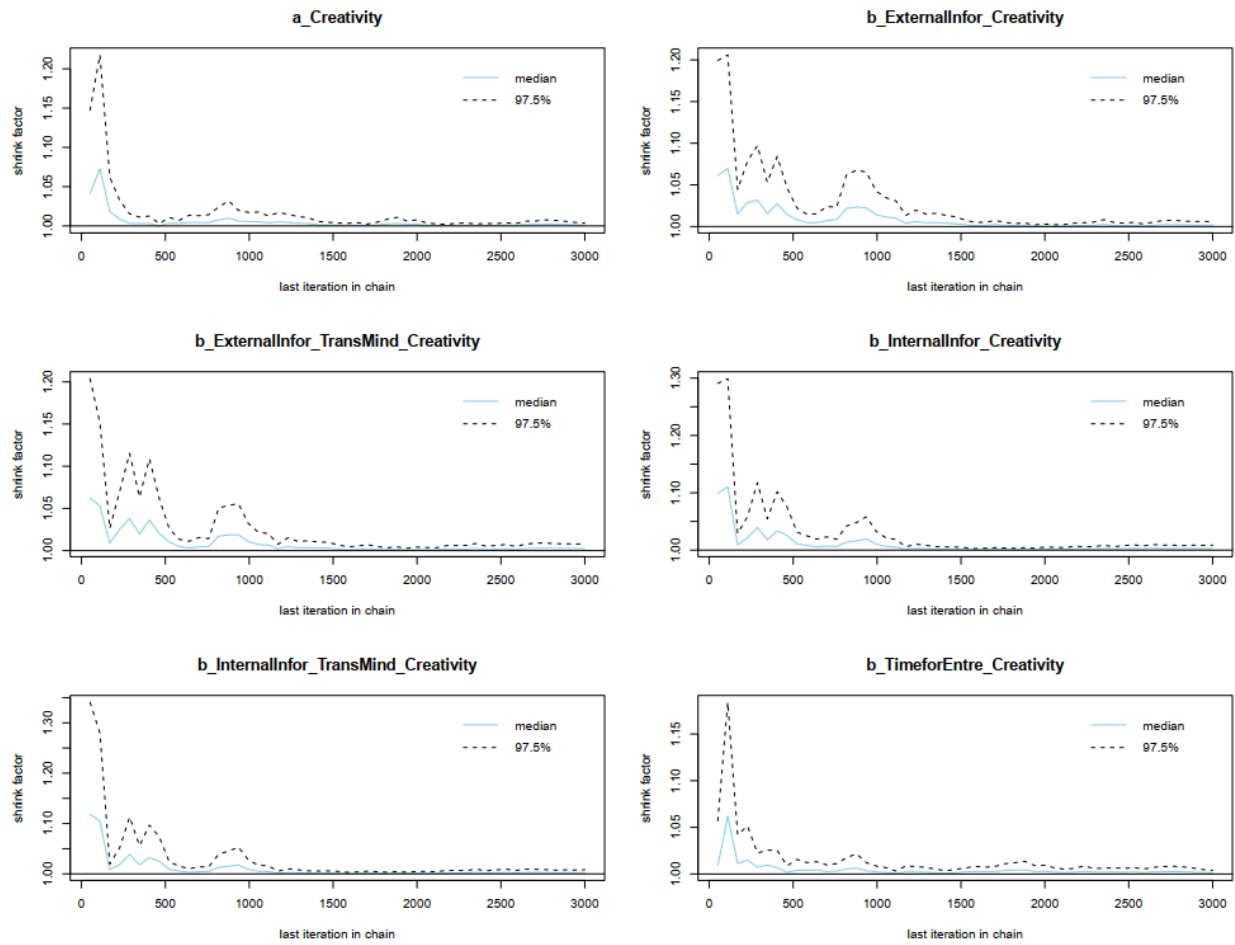 a_Creativity
shrink factor
1.00 1.05 1.10 1.15 1.20
median
97.5%
0 500 1000 1500 2000 2500 3000
last iteration in chain
b_ExternalInfor_Creativity
shrink factor
1.00 1.05 1.10 1.15 1.20
median
97.5%
0 500 1000 1500 2000 2500 3000
last iteration in chain
b_ExternalInfor_TransMind_Creativity
shrink factor
1.00 1.05 1.10 1.15 1.20
median
97.5%
0 500 1000 1500 2000 2500 3000
last iteration in chain
b_InternalInfor_Creativity
shrink factor
1.00 1.10 1.20 1.30
median
97.5%
0 500 1000 1500 2000 2500 3000
last iteration in chain
b_InternalInfor_TransMind_Creativity
shrink factor
1.00 1.10 1.20 1.30
median
97.5%
0 500 1000 1500 2000 2500 3000
last iteration in chain
b_TimeforEntre_Creativity
shrink factor
1.00 1.05 1.10 1.15
median
97.5%
0 500 1000 1500 2000 2500 3000
last iteration in chain